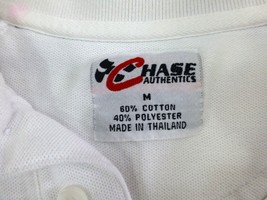 CHASE
AUTHENTICS
M
60% COTTON
40% POLYESTER
MADE IN THAILAND